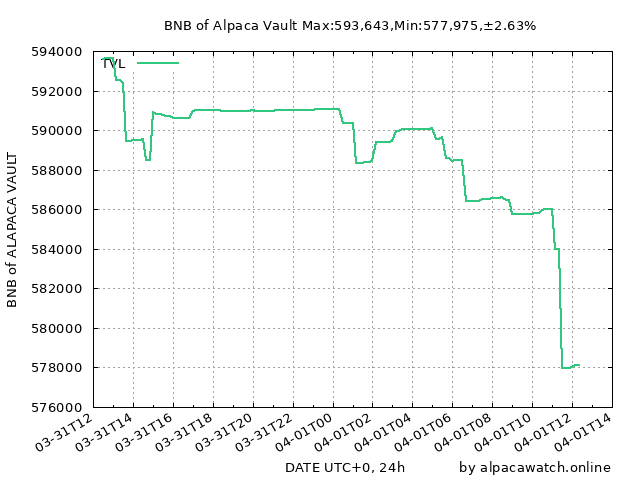 BNB of Alpaca Vault Max:593,643,Min:577,975,±2.63%
TVL
BNB of ALAPACA VAULT
594000
592000
590000
588000
586000
584000
582000
580000
578000
576000
03-31T12
03-31T14
03-31T16
03-31T18
03-31T20
03-31T22
04-01T00
04-01T02
04-01T04
04-01T06
04-01T08
04-01T10
04-01T12
04-01T14
DATE UTC+0, 24h
by alpacawatch.online